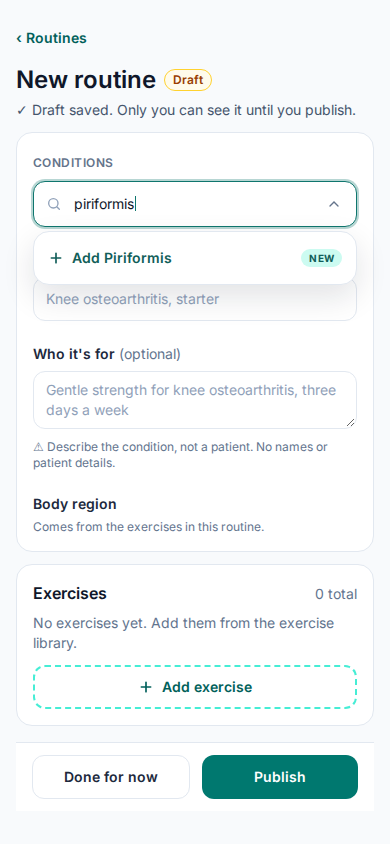 ‹ Routines
New routine Draft
✓ Draft saved. Only you can see it until you publish.
CONDITIONS
piriformis
+ Add Piriformis NEW
Knee osteoarthritis, starter
Who it's for (optional)
Gentle strength for knee osteoarthritis, three
days a week
⚠ Describe the condition, not a patient. No names or
patient details.
Body region
Comes from the exercises in this routine.
Exercises 0 total
No exercises yet. Add them from the exercise
library.
+ Add exercise
Done for now Publish